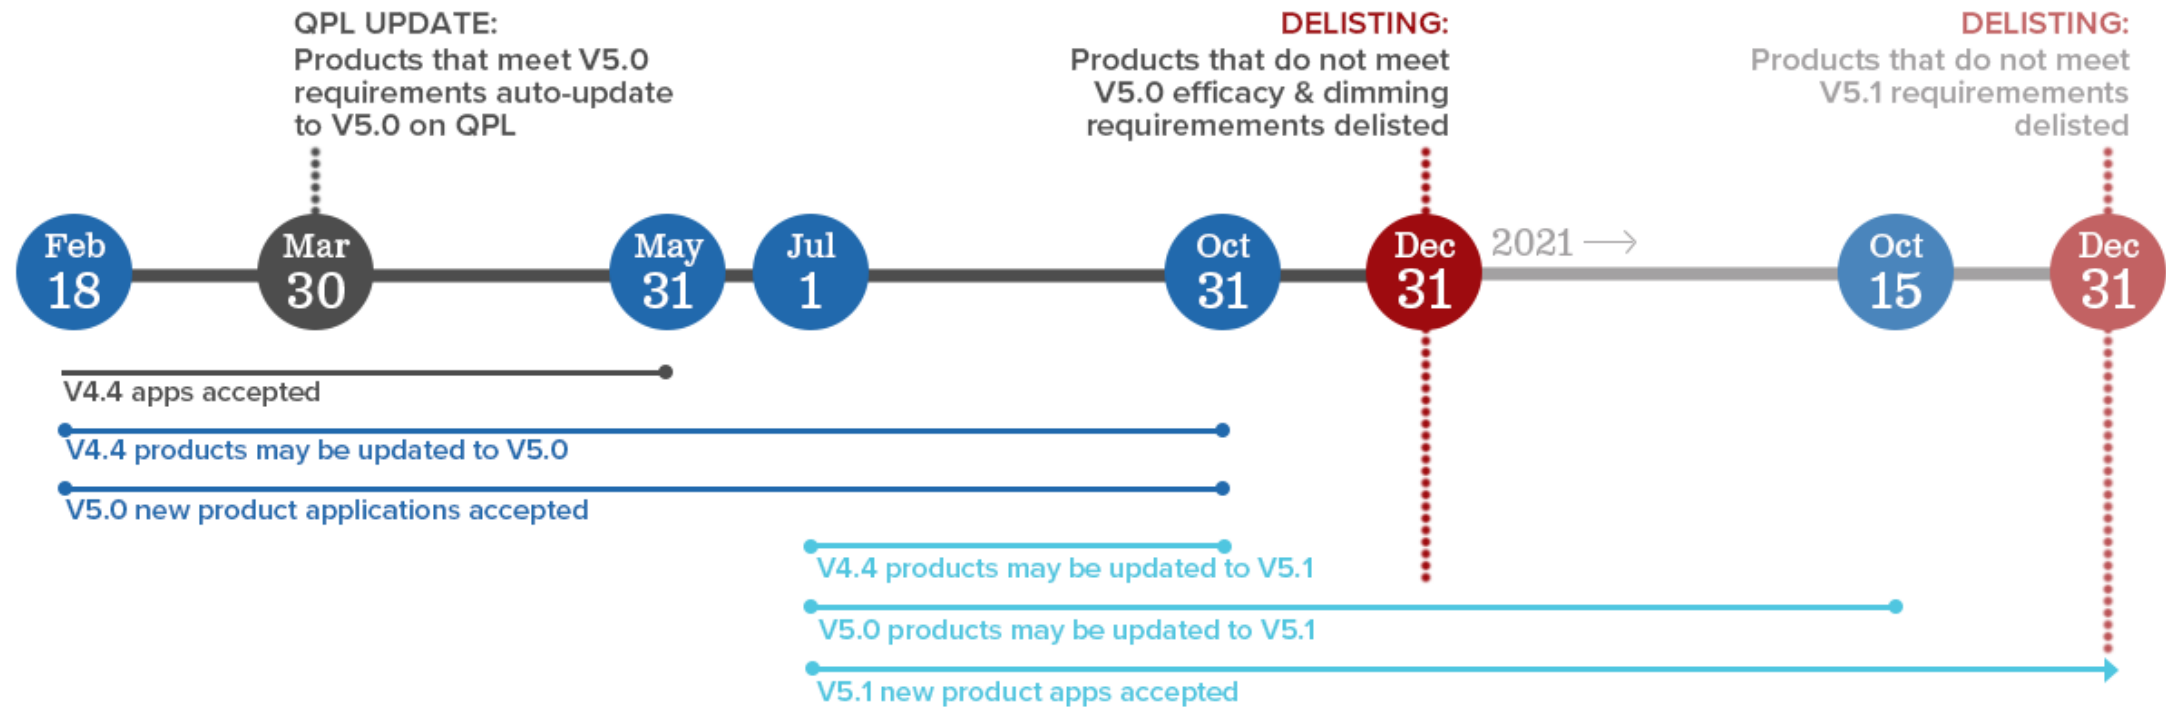 QPL UPDATE:
Products that meet V5.0
requirements auto-update
to V5.0 on QPL
DELISTING:
Products that do not meet
V5.0 efficacy & dimming
requiremements delisted
DELISTING:
Products that do not meet
V5.1 requiremements
delisted
Feb
18
Mar
30
May
31
Jul
1
Oct
31
Dec
31
2021
Oct
15
Dec
31
V4.4 apps accepted
V4.4 products may be updated to V5.0
V5.0 new product applications accepted
V4.4 products may be updated to V5.1
V5.0 products may be updated to V5.1
V5.1 new product apps accepted